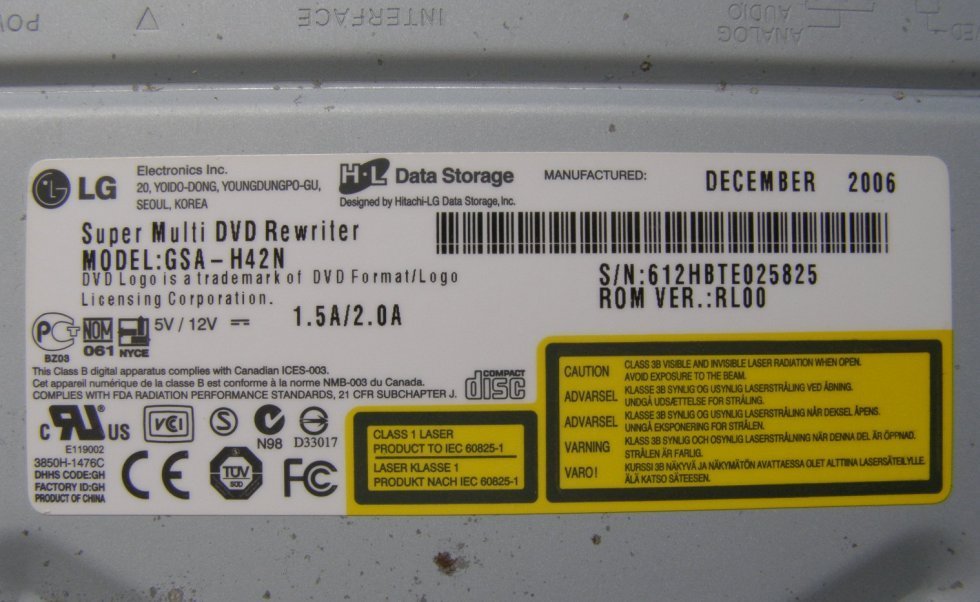 POW
INTERFACE
ANALOG
AUDIO
LG
Electronics Inc.
20, YOIDO-DONG, YOUNGDUNGPO-GU,
SEOUL, KOREA
H·L Data Storage
Designed by Hitachi-LG Data Storage, Inc.
MANUFACTURED: DECEMBER 2006
Super Multi DVD Rewriter
MODEL:GSA-H42N
DVD Logo is a trademark of DVD Format/Logo
Licensing Corporation.
S/N:612HBTE025825
ROM VER.:RL00
5V / 12V 1.5A/2.0A
PCT
BZ03
NOM
061 NYCE
This Class B digital apparatus complies with Canadian ICES-003.
Cet appareil numérique de la classe B est conforme à la norme NMB-003 du Canada.
COMPLIES WITH FDA RADIATION PERFORMANCE STANDARDS, 21 CFR SUBCHAPTER J.
COMPACT
disc
c RU US
E119002
VCI
S
N98
D33017
3850H-1476C
DHHS CODE:GH
FACTORY ID:GH
PRODUCT OF CHINA
CE
TÜV
SÜD
FC
CLASS 1 LASER
PRODUCT TO IEC 60825-1
LASER KLASSE 1
PRODUKT NACH IEC 60825-1
CAUTION CLASS 3B VISIBLE AND INVISIBLE LASER RADIATION WHEN OPEN.
AVOID EXPOSURE TO THE BEAM.
ADVARSEL KLASSE 3B SYNLIG OG USYNLIG LASERSTRÅLING VED ÅBNING.
UNDGÅ UDSÆTTELSE FOR STRÅLING.
ADVARSEL KLASSE 3B SYNLIG OG USYNLIG LASERSTRÅLING NÅR DEKSEL ÅPENS.
UNNGÅ EKSPONERING FOR STRÅLEN.
VARNING KLASS 3B SYNLIG OCH OSYNLIG LASERSTRÅLNING NÄR DENNA DEL ÄR ÖPPNAD.
STRÅLEN ÄR FARLIG.
VARO! KURSSI 3B NÄKYVÄ JA NÄKYMÄTÖN AVATTAESSA OLET ALTTIINA LASERSÄTEILYLLE.
ÄLÄ KATSO SÄTEESEN.